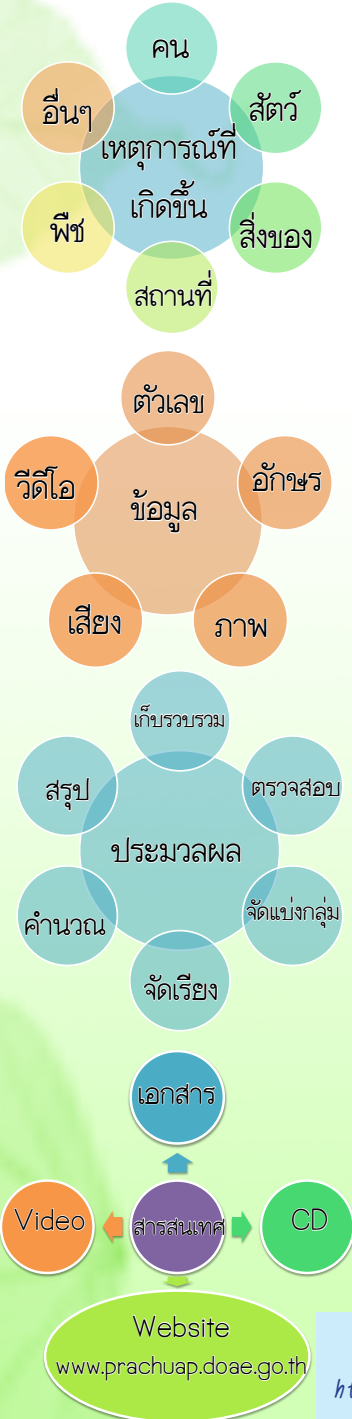 คน
อื่นๆ
สัตว์
เหตุการณ์ที่
เกิดขึ้น
พืช
สิ่งของ
สถานที่
ตัวเลข
วีดีโอ
อักษร
ข้อมูล
เสียง
ภาพ
เก็บรวบรวม
สรุป
ตรวจสอบ
ประมวลผล
คำนวณ
จัดแบ่งกลุ่ม
จัดเรียง
เอกสาร
Video
สารสนเทศ
CD
Website
www.prachuap.doae.go.th